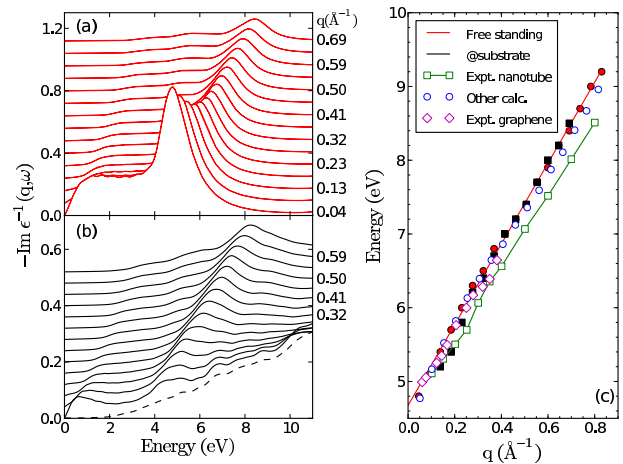 (a)
q(Å⁻¹)
1.2
0.8
0.4
0.0
0.69
0.59
0.50
0.41
0.32
0.23
0.13
0.04
−Im ϵ⁻¹ (q,ω)
(b)
0.6
0.4
0.2
0.0
0.59
0.50
0.41
0.32
0 2 4 6 8 10
Energy (eV)
Free standing
@substrate
Expt. nanotube
Other calc.
Expt. graphene
10
9
8
7
6
5
Energy (eV)
(c)
0.0 0.2 0.4 0.6 0.8 1.0
q (Å⁻¹)